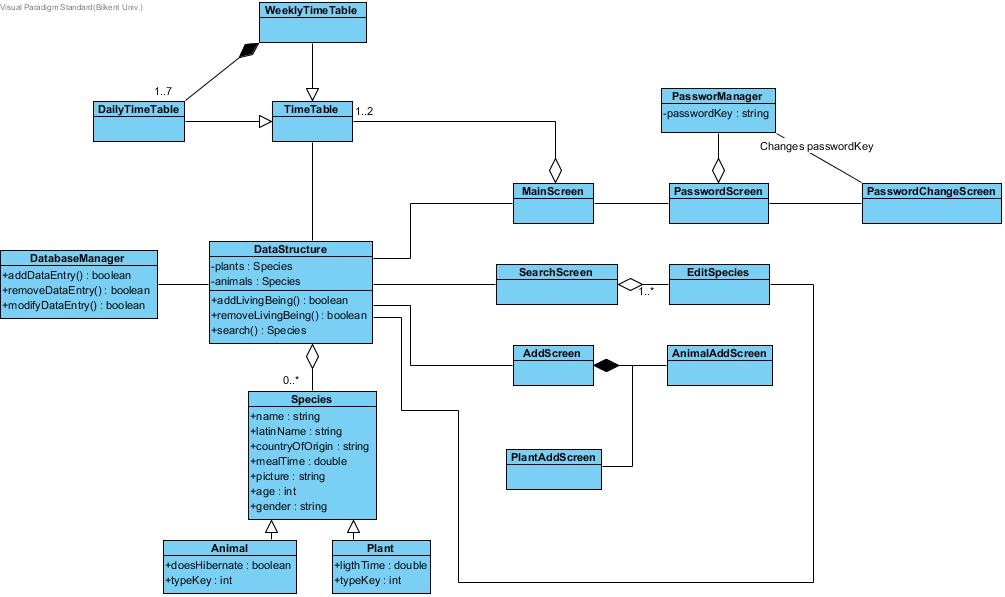 Visual Paradigm Standard(Bilkent Univ.)
WeeklyTimeTable
1..7
DailyTimeTable
TimeTable
1..2
PassworManager
-passwordKey : string
Changes passwordKey
MainScreen
PasswordScreen
PasswordChangeScreen
DatabaseManager
+addDataEntry() : boolean
+removeDataEntry() : boolean
+modifyDataEntry() : boolean
DataStructure
-plants : Species
-animals : Species
+addLivingBeing() : boolean
+removeLivingBeing() : boolean
+search() : Species
SearchScreen
1..*
EditSpecies
AddScreen
AnimalAddScreen
PlantAddScreen
0..*
Species
+name : string
+latinName : string
+countryOfOrigin : string
+mealTime : double
+picture : string
+age : int
+gender : string
Animal
+doesHibernate : boolean
+typeKey : int
Plant
+ligthTime : double
+typeKey : int